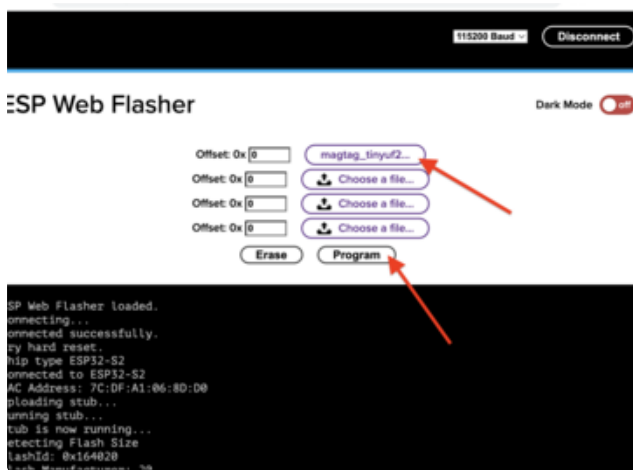 115200 Baud Disconnect
ESP Web Flasher
Dark Mode off
Offset: 0x 0 magtag_tinyuf2...
Offset: 0x 0 Choose a file...
Offset: 0x 0 Choose a file...
Offset: 0x 0 Choose a file...
Erase Program
SP Web Flasher loaded.
onnecting...
onnected successfully.
ry hard reset.
hip type ESP32-S2
onnected to ESP32-S2
AC Address: 7C:DF:A1:06:8D:D0
ploading stub...
unning stub...
tub is now running...
etecting Flash Size
lashId: 0x164020
lash Manufacturer: 20